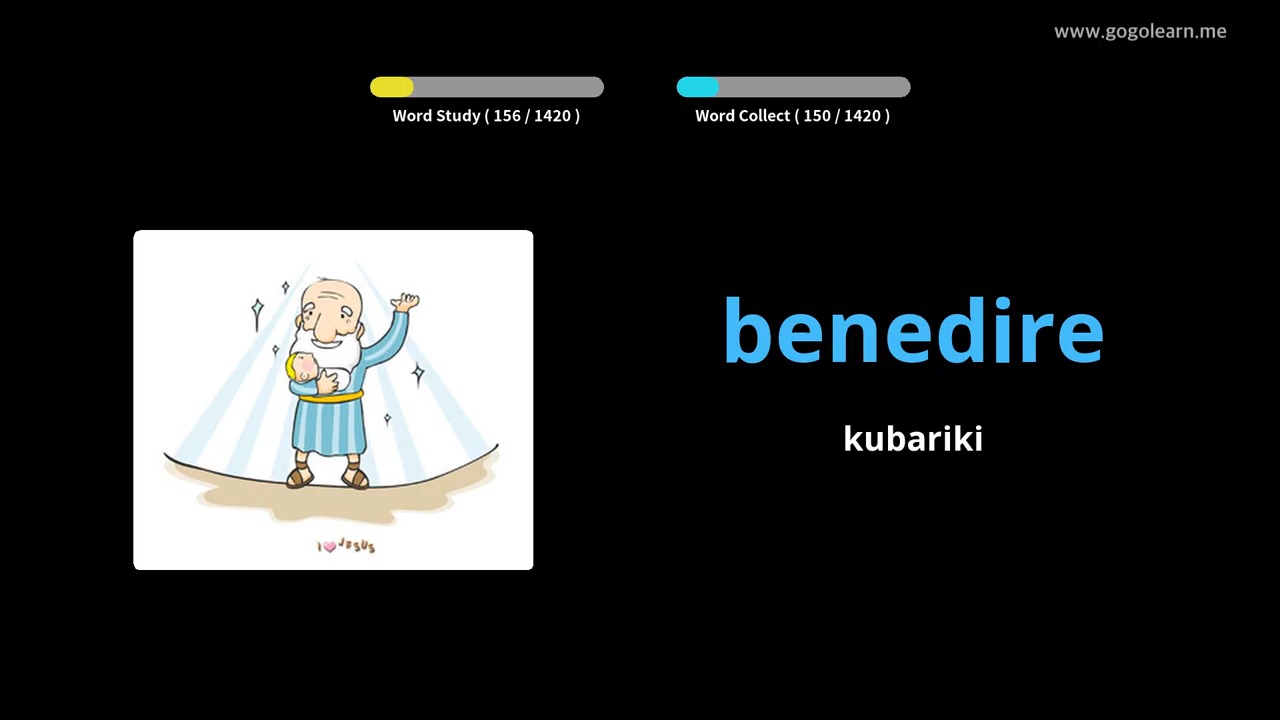 www.gogolearn.me
Word Study ( 156 / 1420 )
Word Collect ( 150 / 1420 )
benedire
kubariki
I JESUS